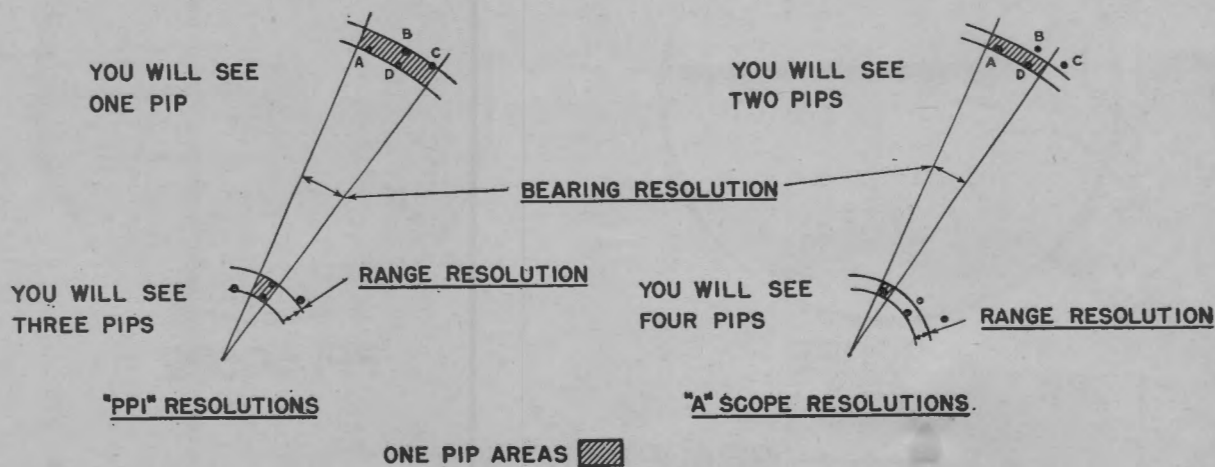 YOU WILL SEE
ONE PIP
A
B
C
D
YOU WILL SEE
TWO PIPS
A
B
C
D
BEARING RESOLUTION
YOU WILL SEE
THREE PIPS
RANGE RESOLUTION
YOU WILL SEE
FOUR PIPS
RANGE RESOLUTION
"PPI" RESOLUTIONS
"A" SCOPE RESOLUTIONS.
ONE PIP AREAS